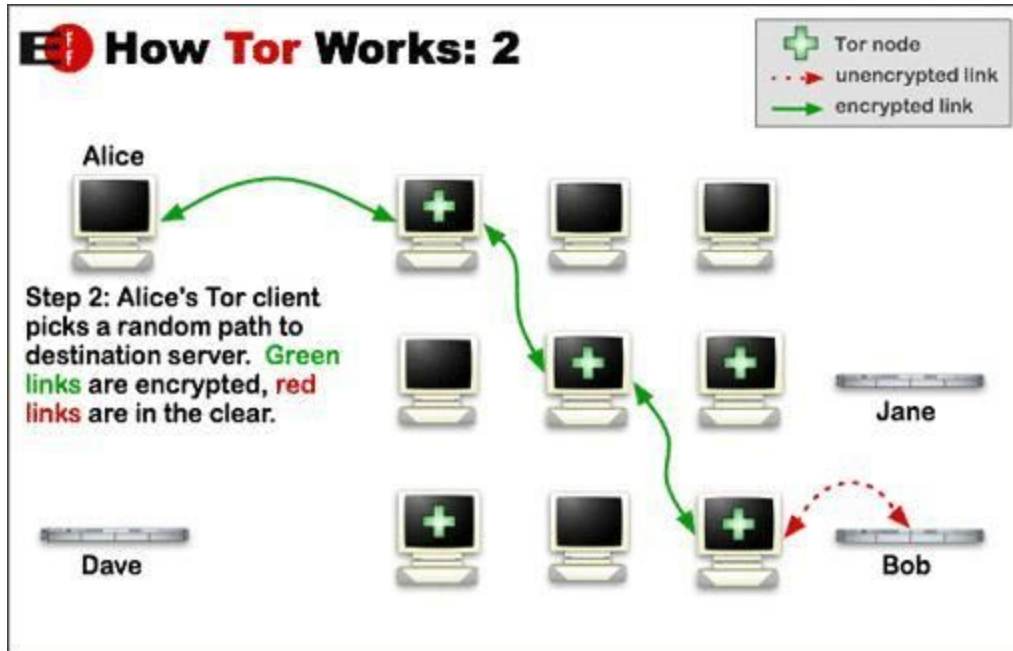 EFF How Tor Works: 2
Tor node
unencrypted link
encrypted link
Alice
Step 2: Alice's Tor client
picks a random path to
destination server. Green
links are encrypted, red
links are in the clear.
Jane
Dave
Bob